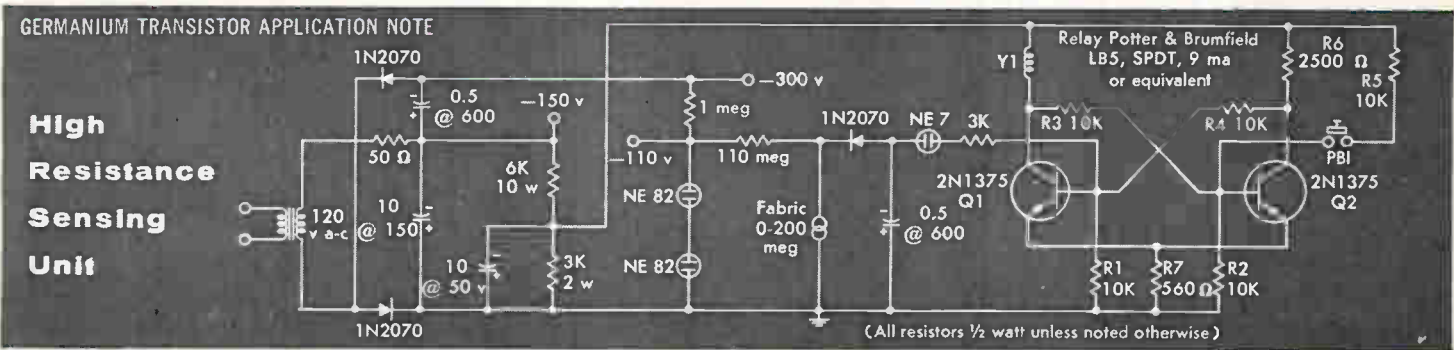 GERMANIUM TRANSISTOR APPLICATION NOTE
High
Resistance
Sensing
Unit
1N2070
0.5
@ 600
—150 v
—300 v
50 Ω
1 meg
6K
10 w
—110 v
110 meg
1N2070
NE 7
3K
Y1
Relay Potter & Brumfield
LB5, SPDT, 9 ma
or equivalent
R6
2500 Ω
R5
10K
R3 10K
R4 10K
PB1
2N1375
Q1
2N1375
Q2
120
v a-c
10
@ 150
NE 82
Fabric
0-200
meg
0.5
@ 600
10
@ 50 v
3K
2 w
NE 82
R1
10K
R7
560 Ω
R2
10K
1N2070
(All resistors ½ watt unless noted otherwise)